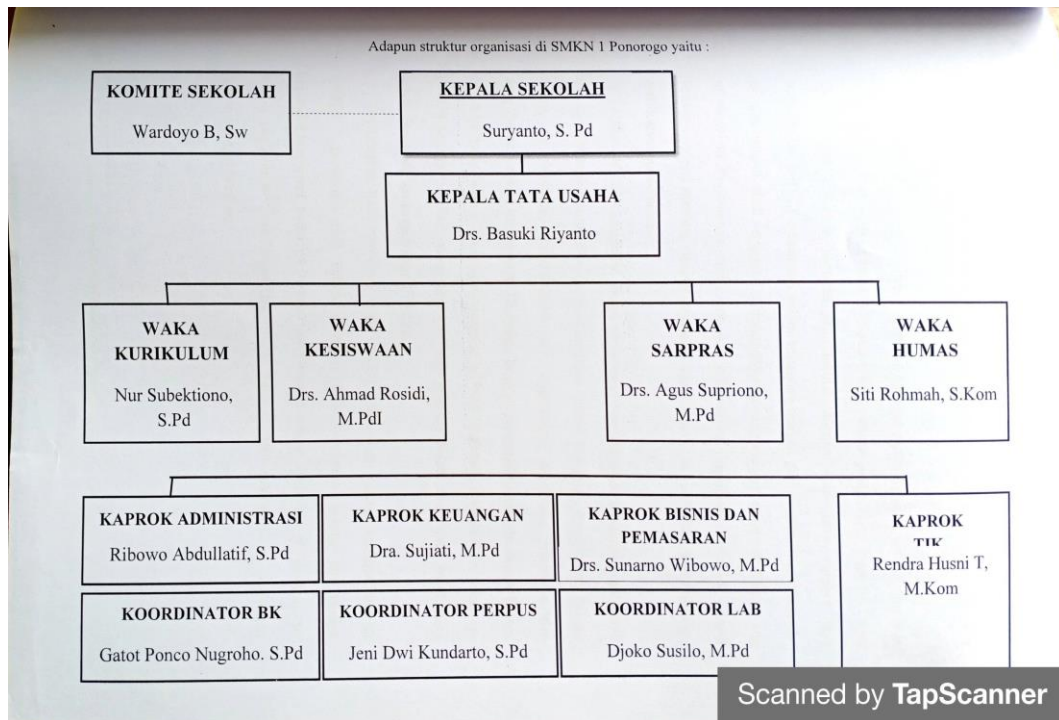 Adapun struktur organisasi di SMKN 1 Ponorogo yaitu :
KOMITE SEKOLAH
Wardoyo B, Sw
KEPALA SEKOLAH
Suryanto, S. Pd
KEPALA TATA USAHA
Drs. Basuki Riyanto
WAKA
KURIKULUM
Nur Subektiono,
S.Pd
WAKA
KESISWAAN
Drs. Ahmad Rosidi,
M.PdI
WAKA
SARPRAS
Drs. Agus Supriono,
M.Pd
WAKA
HUMAS
Siti Rohmah, S.Kom
KAPROK ADMINISTRASI
Ribowo Abdullatif, S.Pd
KAPROK KEUANGAN
Dra. Sujiati, M.Pd
KAPROK BISNIS DAN
PEMASARAN
Drs. Sunarno Wibowo, M.Pd
KAPROK
TIK
Rendra Husni T,
M.Kom
KOORDINATOR BK
Gatot Ponco Nugroho. S.Pd
KOORDINATOR PERPUS
Jeni Dwi Kundarto, S.Pd
KOORDINATOR LAB
Djoko Susilo, M.Pd
Scanned by TapScanner